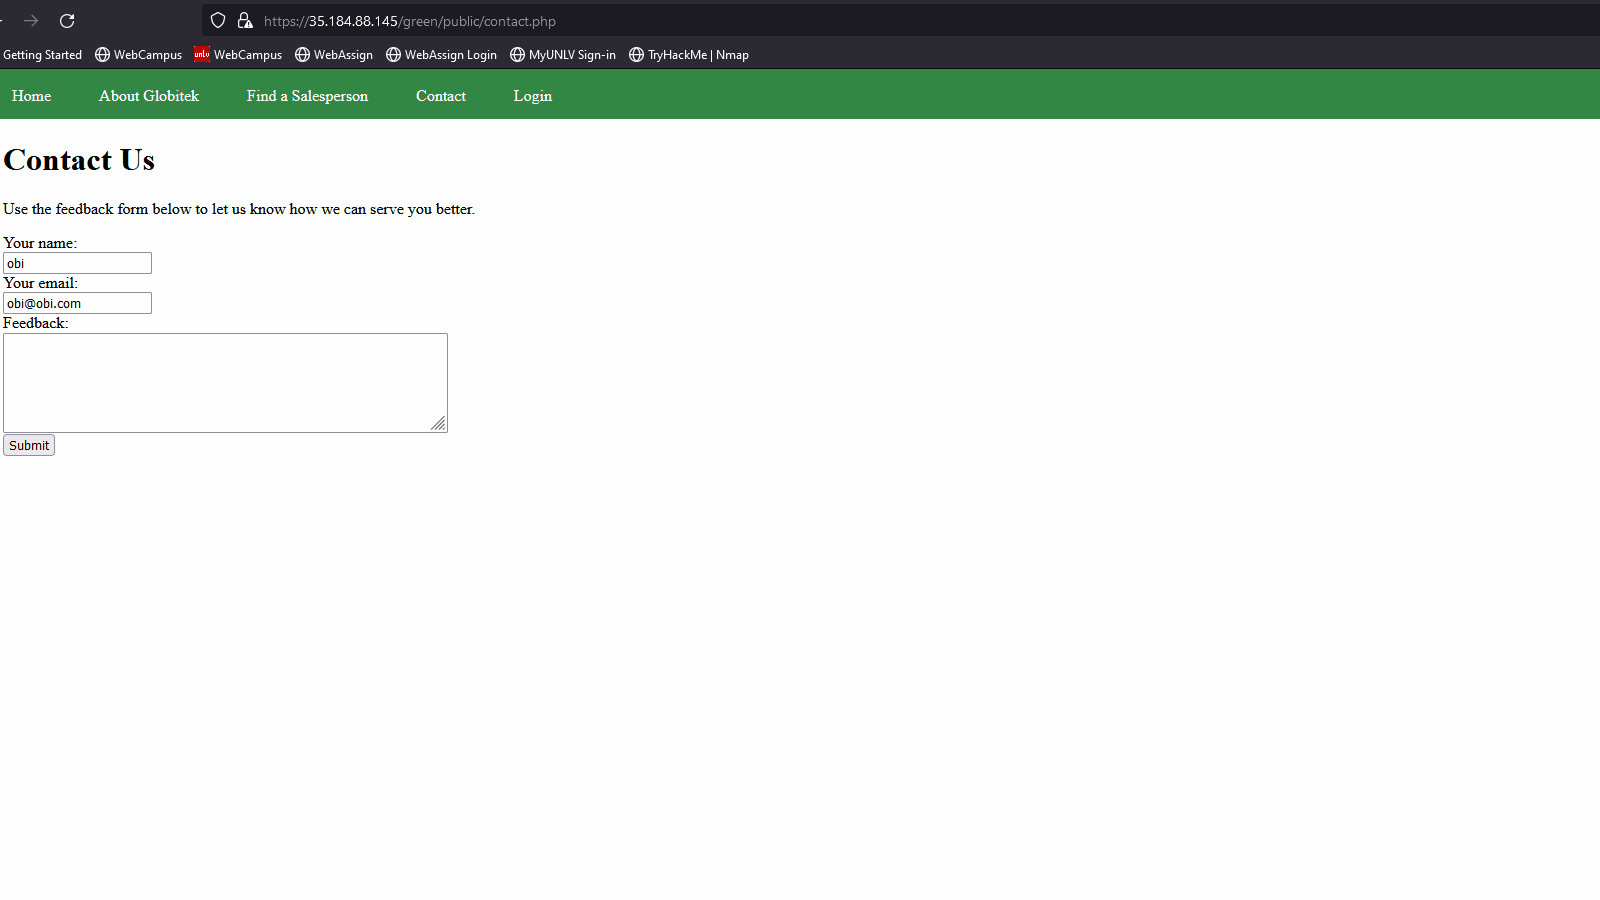 https://35.184.88.145/green/public/contact.php
Getting Started WebCampus unlv WebCampus WebAssign WebAssign Login MyUNLV Sign-in TryHackMe | Nmap
Home About Globitek Find a Salesperson Contact Login
Contact Us
Use the feedback form below to let us know how we can serve you better.
Your name:
obi
Your email:
obi@obi.com
Feedback:
Submit